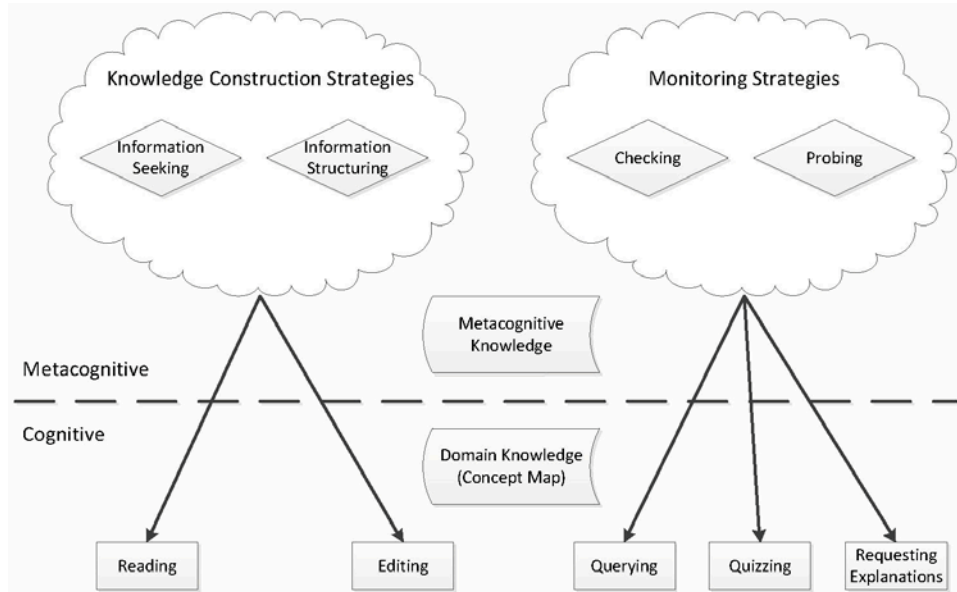 Knowledge Construction Strategies
Monitoring Strategies
Information
Seeking
Information
Structuring
Checking
Probing
Metacognitive
Knowledge
Metacognitive
Cognitive
Domain Knowledge
(Concept Map)
Reading
Editing
Querying
Quizzing
Requesting
Explanations